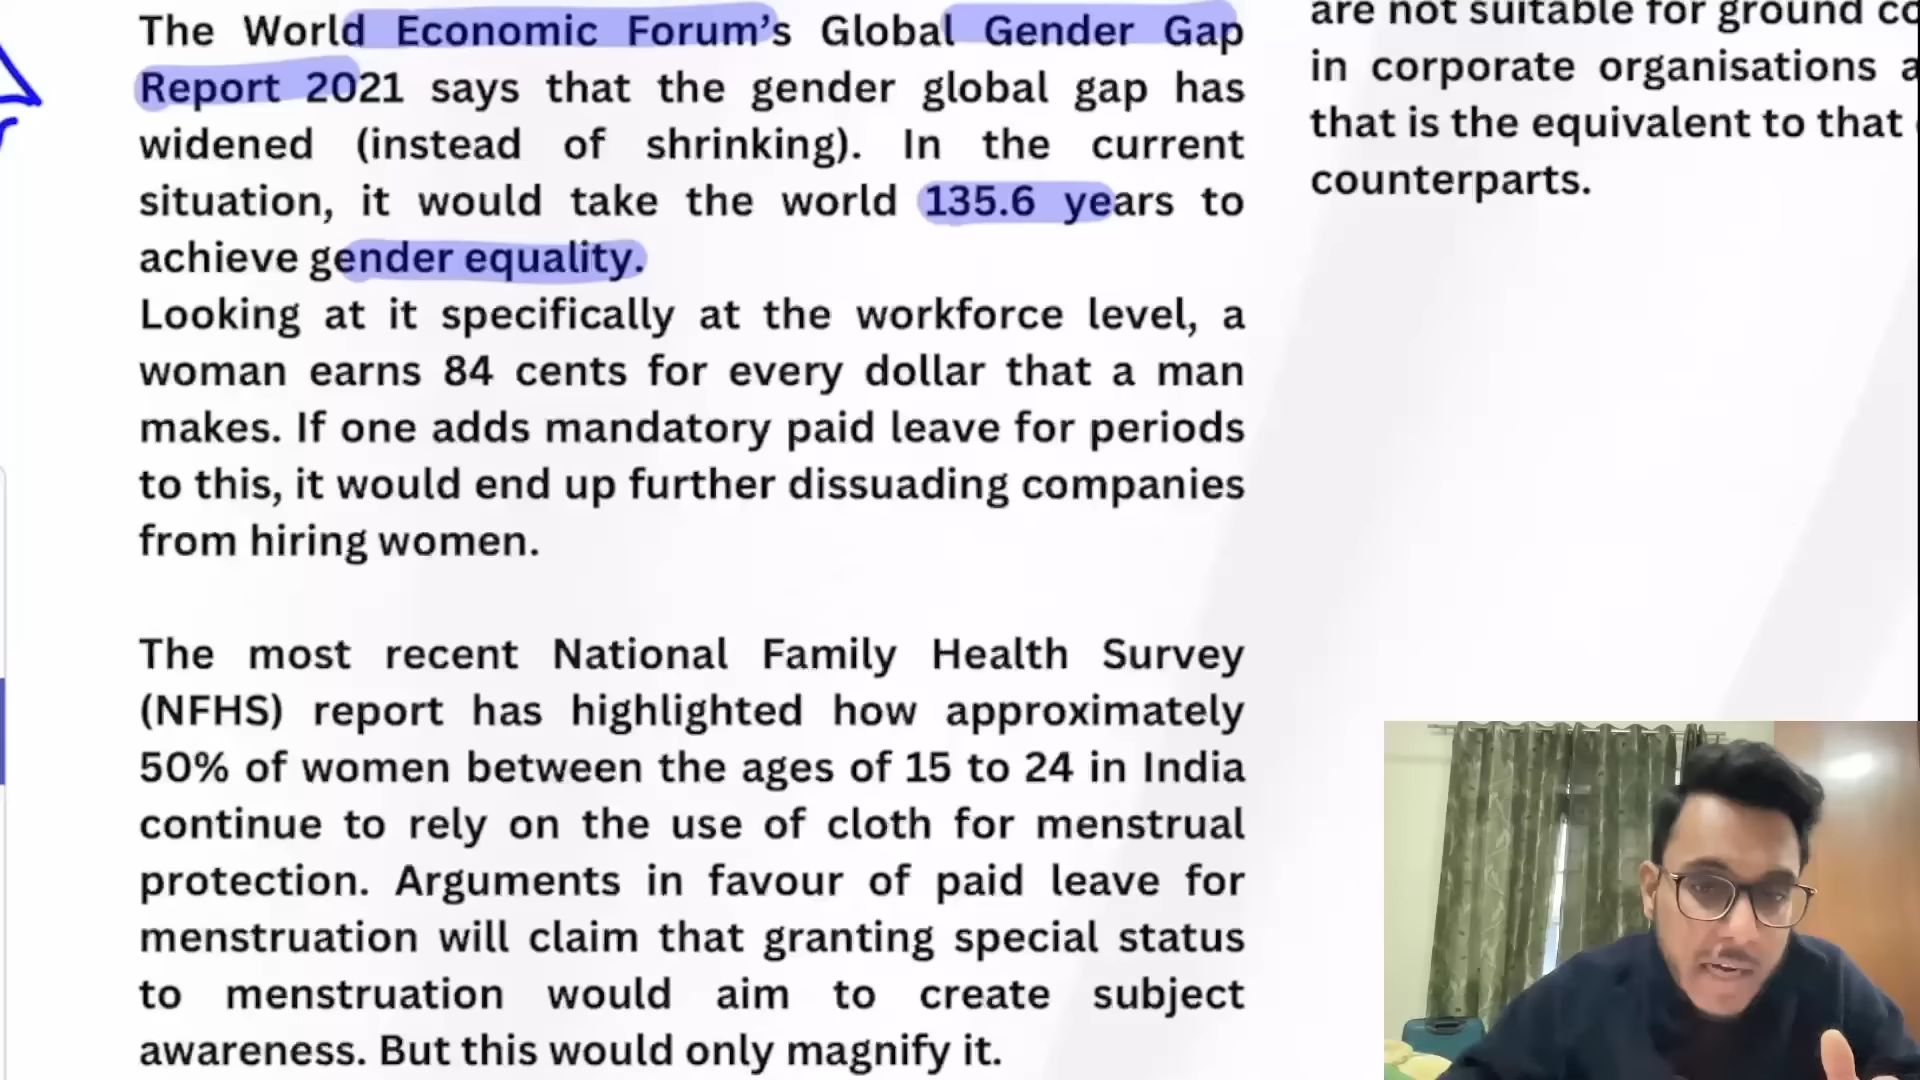 The World Economic Forum's Global Gender Gap
Report 2021 says that the gender global gap has
widened (instead of shrinking). In the current
situation, it would take the world 135.6 years to
achieve gender equality.
Looking at it specifically at the workforce level, a
woman earns 84 cents for every dollar that a man
makes. If one adds mandatory paid leave for periods
to this, it would end up further dissuading companies
from hiring women.
The most recent National Family Health Survey
(NFHS) report has highlighted how approximately
50% of women between the ages of 15 to 24 in India
continue to rely on the use of cloth for menstrual
protection. Arguments in favour of paid leave for
menstruation will claim that granting special status
to menstruation would aim to create subject
awareness. But this would only magnify it.
are not suitable for ground
in corporate organisations
that is the equivalent to that
counterparts.